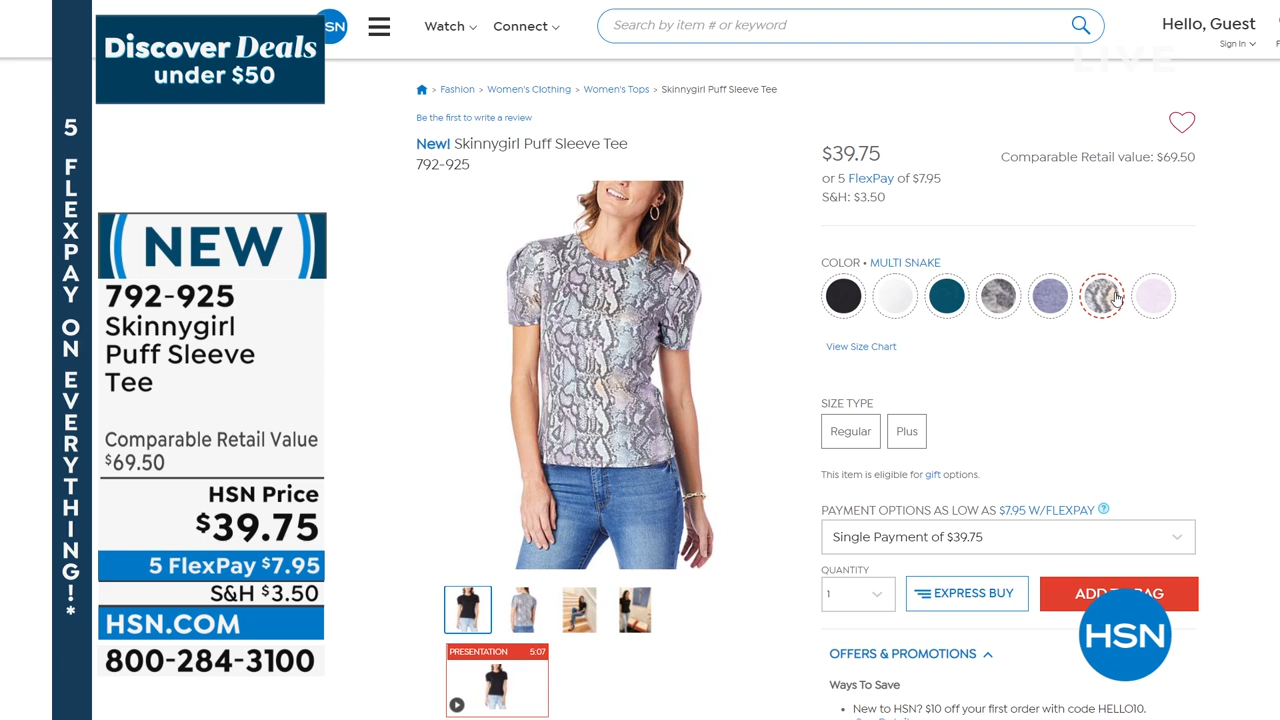 Discover Deals
under $50
5 FLEXPAY ON EVERYTHING!*
(NEW)
792-925
Skinnygirl
Puff Sleeve
Tee
Comparable Retail Value
$69.50
HSN Price
$39.75
5 FlexPay $7.95
S&H $3.50
HSN.COM
800-284-3100
SN
Watch
Connect
Search by item # or keyword
Hello, Guest
Sign In
LIVE
> Fashion > Women's Clothing > Women's Tops > Skinnygirl Puff Sleeve Tee
Be the first to write a review
New! Skinnygirl Puff Sleeve Tee
792-925
PRESENTATION 5:07
$39.75
Comparable Retail value: $69.50
or 5 FlexPay of $7.95
S&H: $3.50
COLOR • MULTI SNAKE
View Size Chart
SIZE TYPE
Regular
Plus
This item is eligible for gift options.
PAYMENT OPTIONS AS LOW AS $7.95 W/FLEXPAY ?
Single Payment of $39.75
QUANTITY
1
EXPRESS BUY
HSN
OFFERS & PROMOTIONS
Ways To Save
• New to HSN? $10 off your first order with code HELLO10.